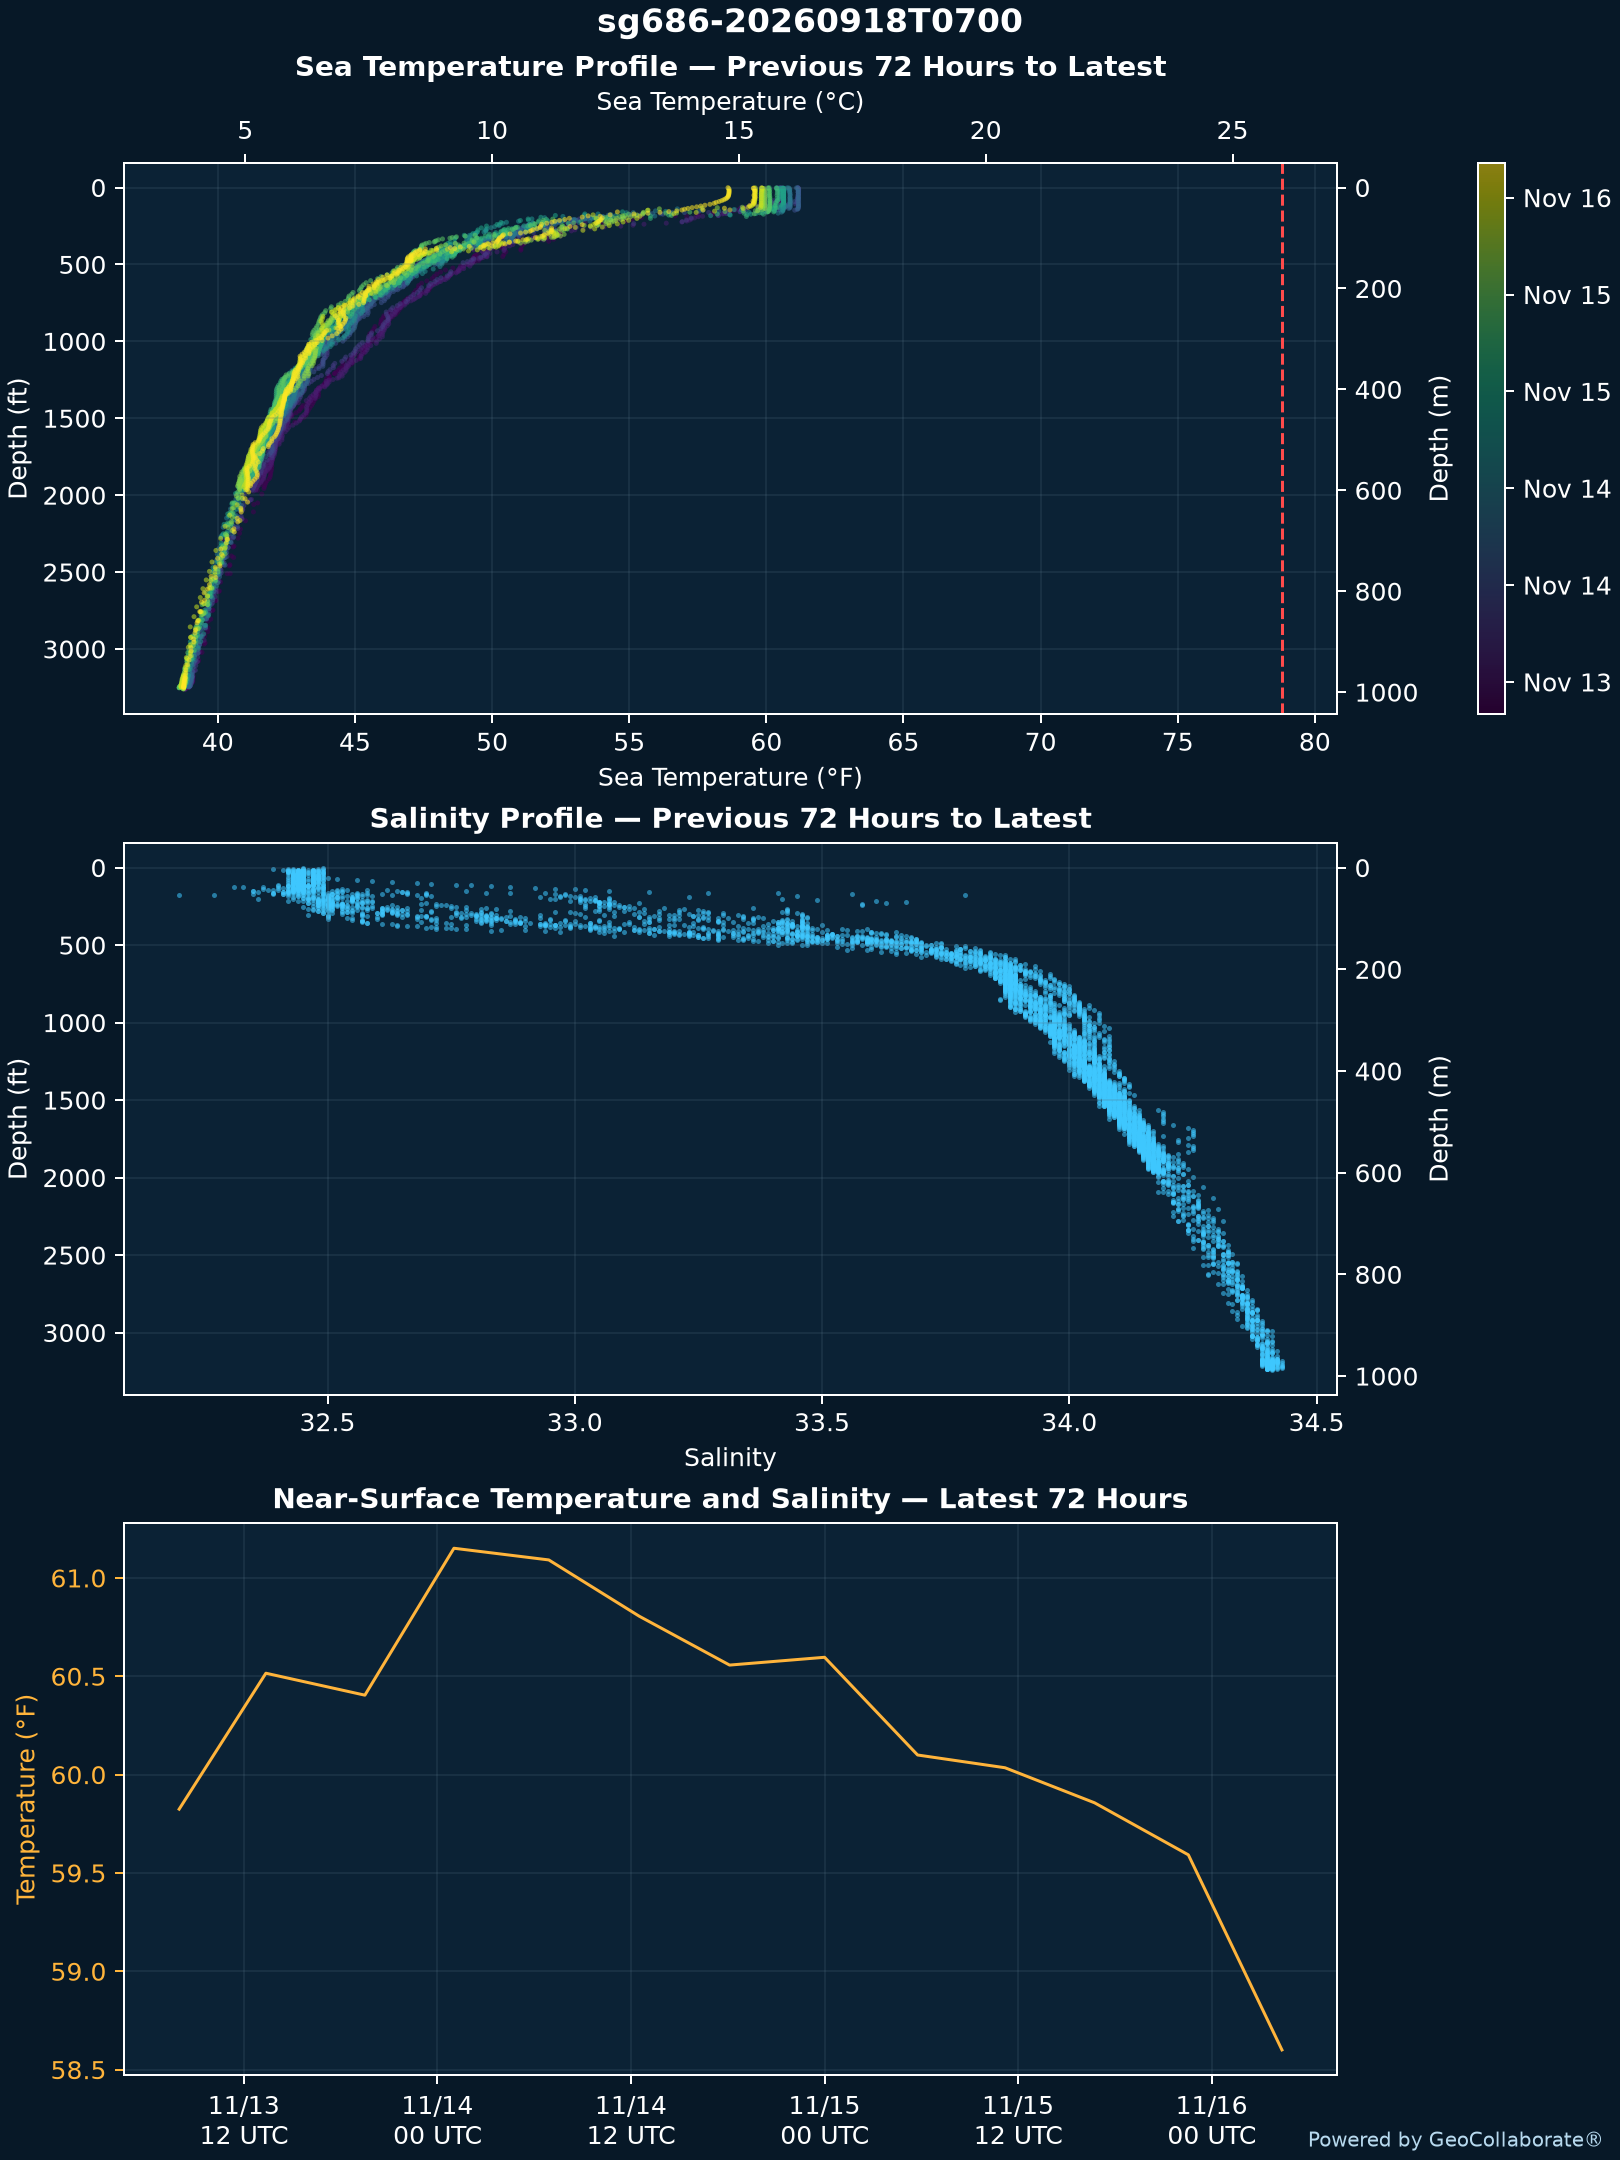 sg686-20260918T0700
Sea Temperature Profile — Previous 72 Hours to Latest
Sea Temperature (°C)
5 10 15 20 25
0
500
1000
1500
2000
2500
3000
Depth (ft)
0
200
400
600
800
1000
Depth (m)
Nov 16
Nov 15
Nov 15
Nov 14
Nov 14
Nov 13
40 45 50 55 60 65 70 75 80
Sea Temperature (°F)
Salinity Profile — Previous 72 Hours to Latest
0
500
1000
1500
2000
2500
3000
Depth (ft)
0
200
400
600
800
1000
Depth (m)
32.5 33.0 33.5 34.0 34.5
Salinity
Near-Surface Temperature and Salinity — Latest 72 Hours
61.0
60.5
60.0
59.5
59.0
58.5
Temperature (°F)
11/13 11/14 11/14 11/15 11/15 11/16
12 UTC 00 UTC 12 UTC 00 UTC 12 UTC 00 UTC
Powered by GeoCollaborate®